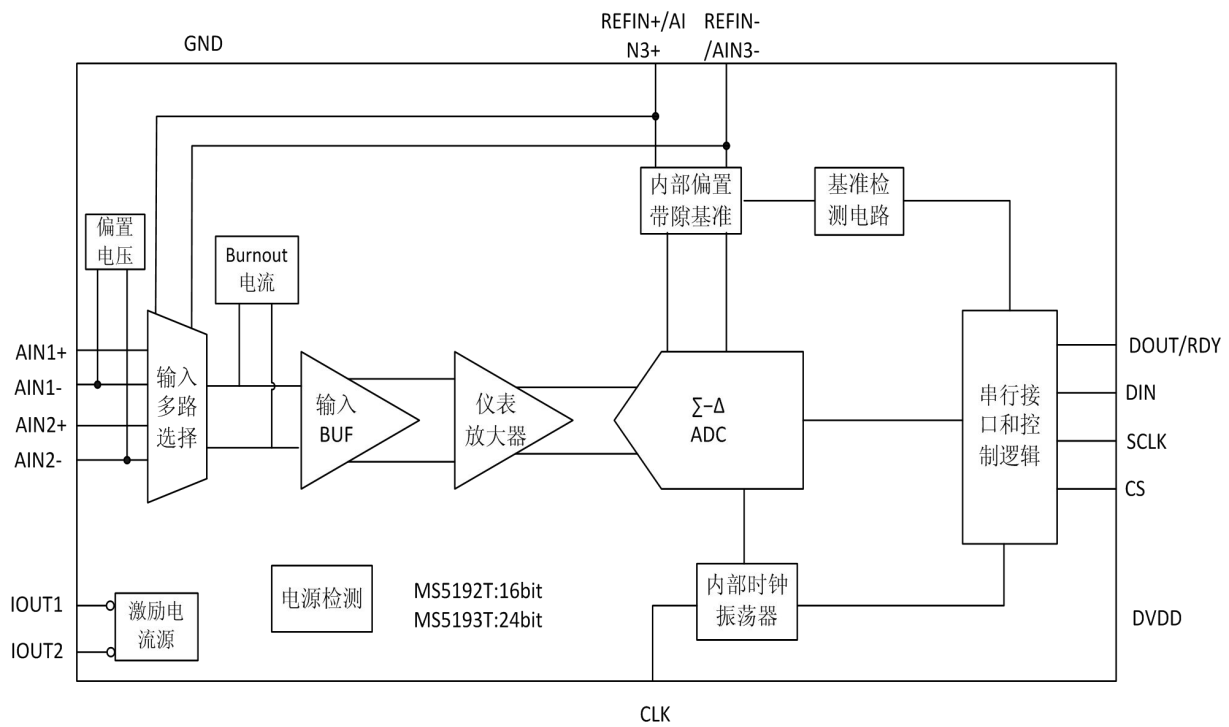 REFIN+/AI
N3+
REFIN-
/AIN3-
GND
内部偏置
带隙基准
基准检
测电路
偏置
电压
Burnout
电流
AIN1+
AIN1-
AIN2+
AIN2-
输入
多路
选择
输入
BUF
仪表
放大器
∑-Δ
ADC
串行接
口和控
制逻辑
DOUT/RDY
DIN
SCLK
CS
IOUT1
IOUT2
激励电
流源
电源检测
MS5192T:16bit
MS5193T:24bit
内部时钟
振荡器
DVDD
CLK